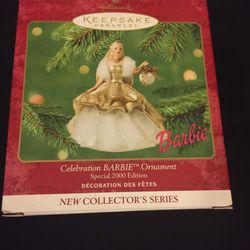 Hallmark
KEEPSAKE
ORNAMENT
Barbie
Celebration BARBIE™ Ornament
Special 2000 Edition
DÉCORATION DES FÊTES
NEW COLLECTOR'S SERIES